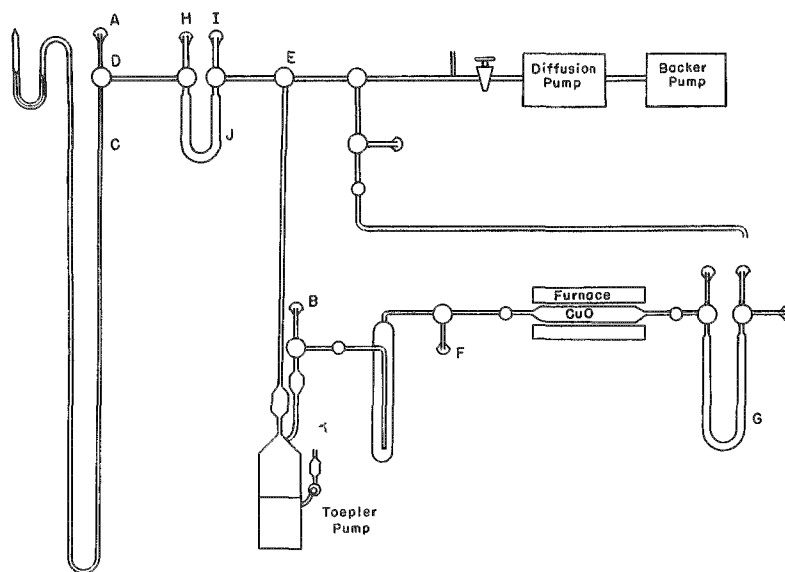 A
H
I
D
E
Diffusion
Pump
Backer
Pump
C
J
B
Furnace
CuO
F
G
Toepler
Pump